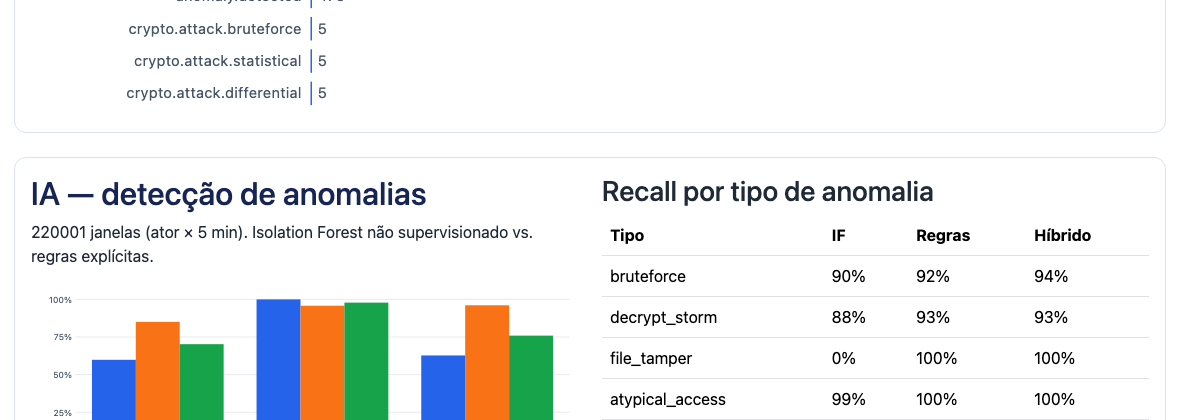 crypto.attack.bruteforce 5
crypto.attack.statistical 5
crypto.attack.differential 5
IA — detecção de anomalias
220001 janelas (ator × 5 min). Isolation Forest não supervisionado vs.
regras explícitas.
100%
75%
50%
25%
Recall por tipo de anomalia
Tipo IF Regras Híbrido
bruteforce 90% 92% 94%
decrypt_storm 88% 93% 93%
file_tamper 0% 100% 100%
atypical_access 99% 100% 100%